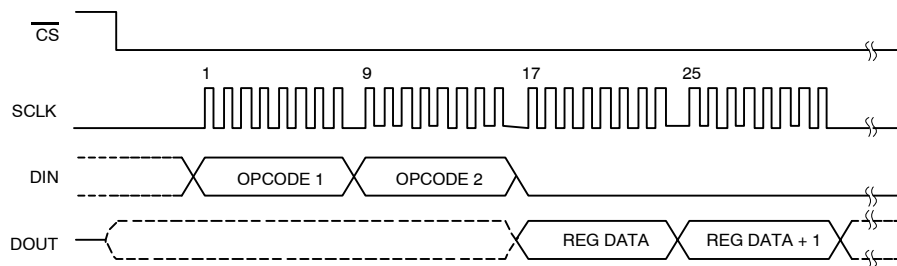 CS
1 9 17 25
SCLK
DIN OPCODE 1 OPCODE 2
DOUT REG DATA REG DATA + 1